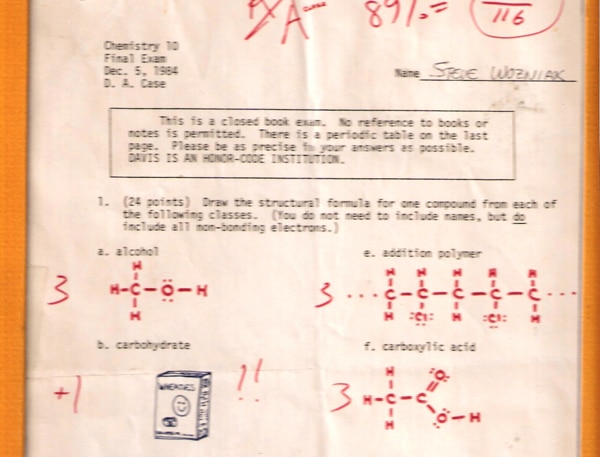 A
89% =
116
Chemistry 10
Final Exam
Dec. 5, 1984
D. A. Case
Name STEVE WOZNIAK
This is a closed book exam. No reference to books or
notes is permitted. There is a periodic table on the last
page. Please be as precise in your answers as possible.
DAVIS IS AN HONOR-CODE INSTITUTION.
1. (24 points) Draw the structural formula for one compound from each of
the following classes. (You do not need to include names, but do
include all non-bonding electrons.)
a. alcohol
3
H
H-C-O-H
H
e. addition polymer
3
H H H H H
...C-C-C-C-C...
H :Cl: H :Cl: H
b. carbohydrate
+1
WHEATIES
!!
f. carboxylic acid
3
H :O:
H-C-C
H :O-H